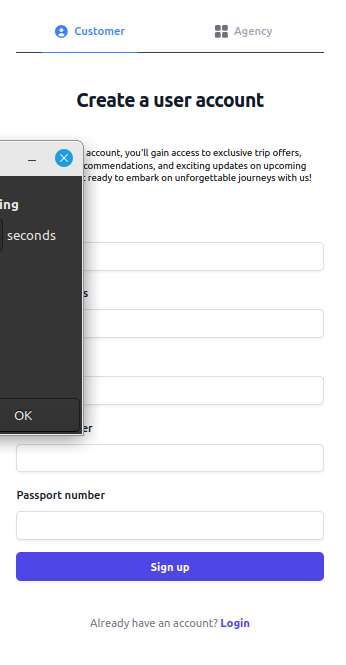 Customer
Agency
Create a user account
account, you'll gain access to exclusive trip offers,
commendations, and exciting updates on upcoming
ready to embark on unforgettable journeys with us!
seconds
OK
Passport number
Sign up
Already have an account? Login